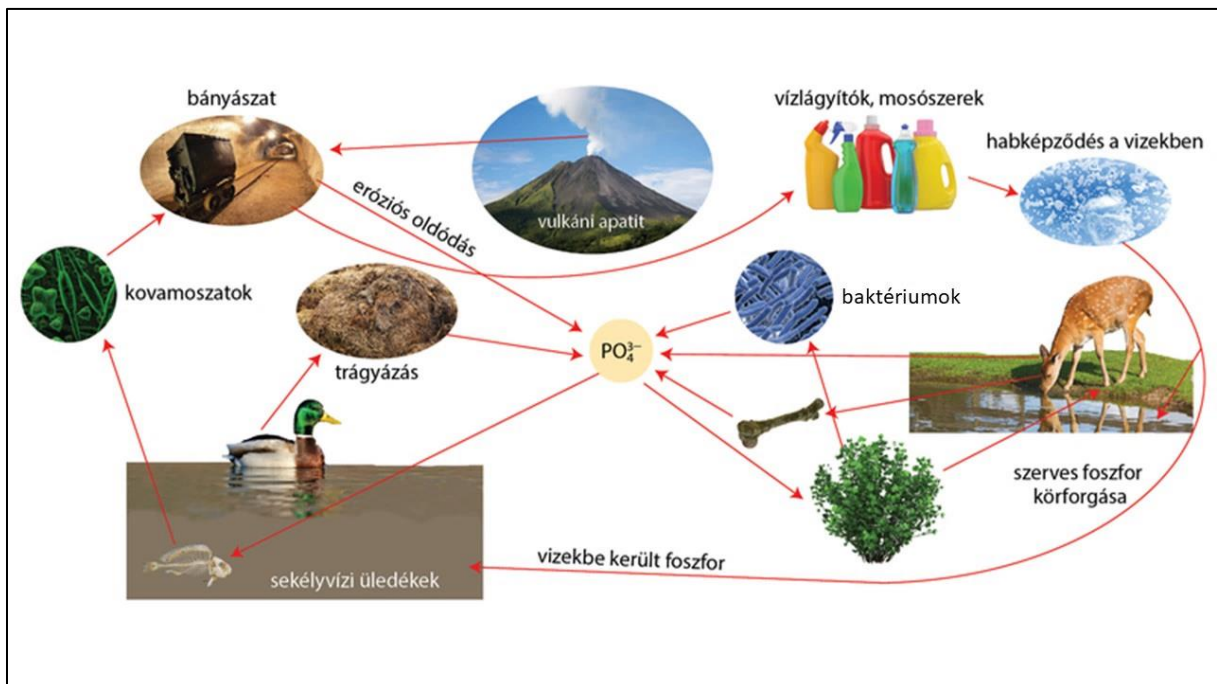 bányászat
vízlágyítók, mosószerek
habképződés a vizekben
eróziós oldódás
vulkáni apatit
kovamoszatok
baktériumok
trágyázás
PO₄³⁻
szerves foszfor
körforgása
vizekbe került foszfor
sekélyvízi üledékek